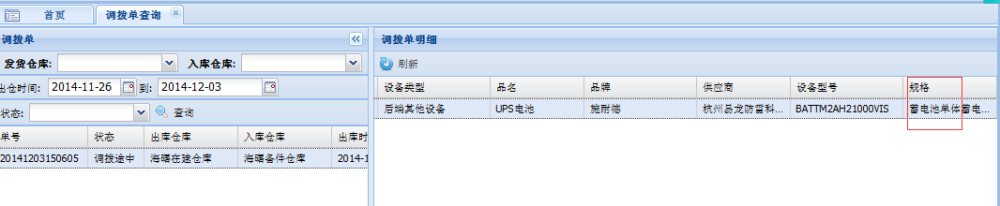 首页 调拨单查询
调拨单
发货仓库: 入库仓库:
出仓时间: 2014-11-26 到: 2014-12-03
状态: 查询
单号 状态 出库仓库 入库仓库 出库时
20141203150605 调拨途中 海曙在建仓库 海曙备件仓库 2014-1
调拨单明细
刷新
设备类型 品名 品牌 供应商 设备型号 规格
后端其他设备 UPS电池 施耐德 杭州易龙防雷科... BATTM2AH21000VIS 蓄电池单体蓄电...